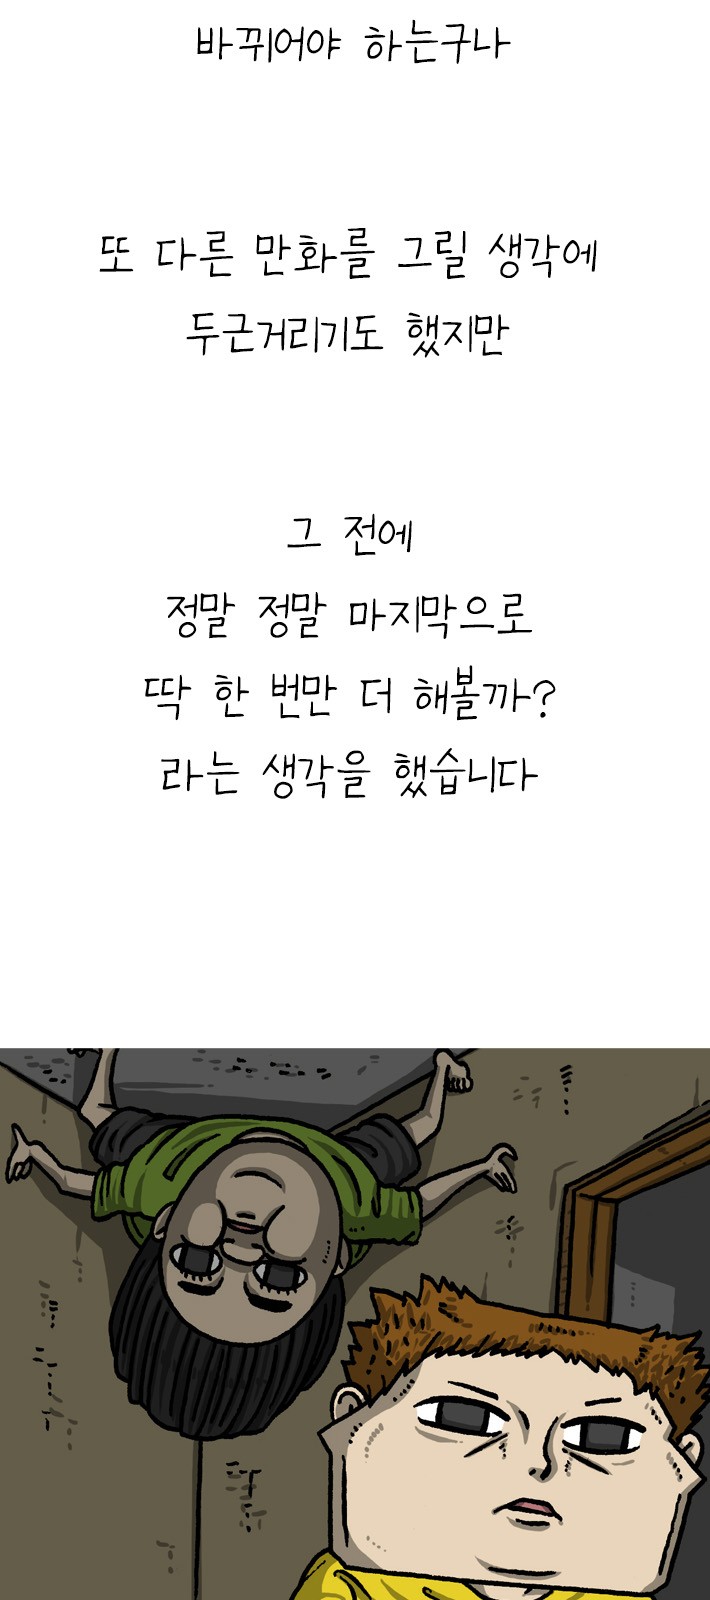 바뀌어야 하는구나
또 다른 만화를 그릴 생각에
두근거리기도 했지만
그 전에
정말 정말 마지막으로
딱 한 번만 더 해볼까?
라는 생각을 했습니다